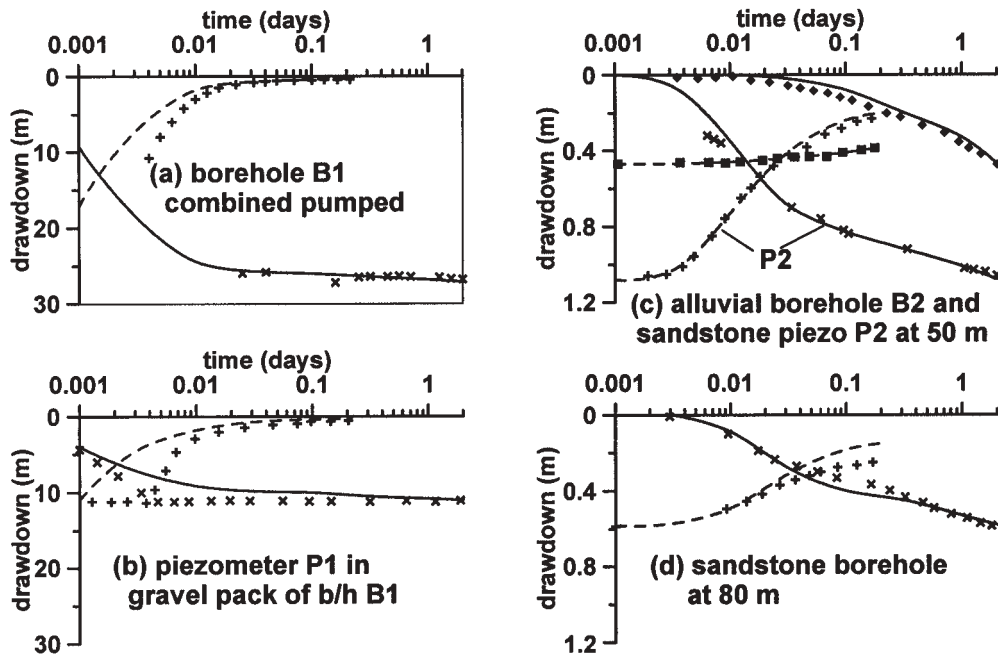 time (days)
0.001 0.01 0.1 1
0
10
20
30
drawdown (m)
(a) borehole B1
combined pumped
time (days)
0.001 0.01 0.1 1
0
0.4
0.8
1.2
drawdown (m)
P2
(c) alluvial borehole B2 and
sandstone piezo P2 at 50 m
time (days)
0.001 0.01 0.1 1
0
10
20
30
drawdown (m)
(b) piezometer P1 in
gravel pack of b/h B1
time (days)
0.001 0.01 0.1 1
0
0.4
0.8
1.2
drawdown (m)
(d) sandstone borehole
at 80 m